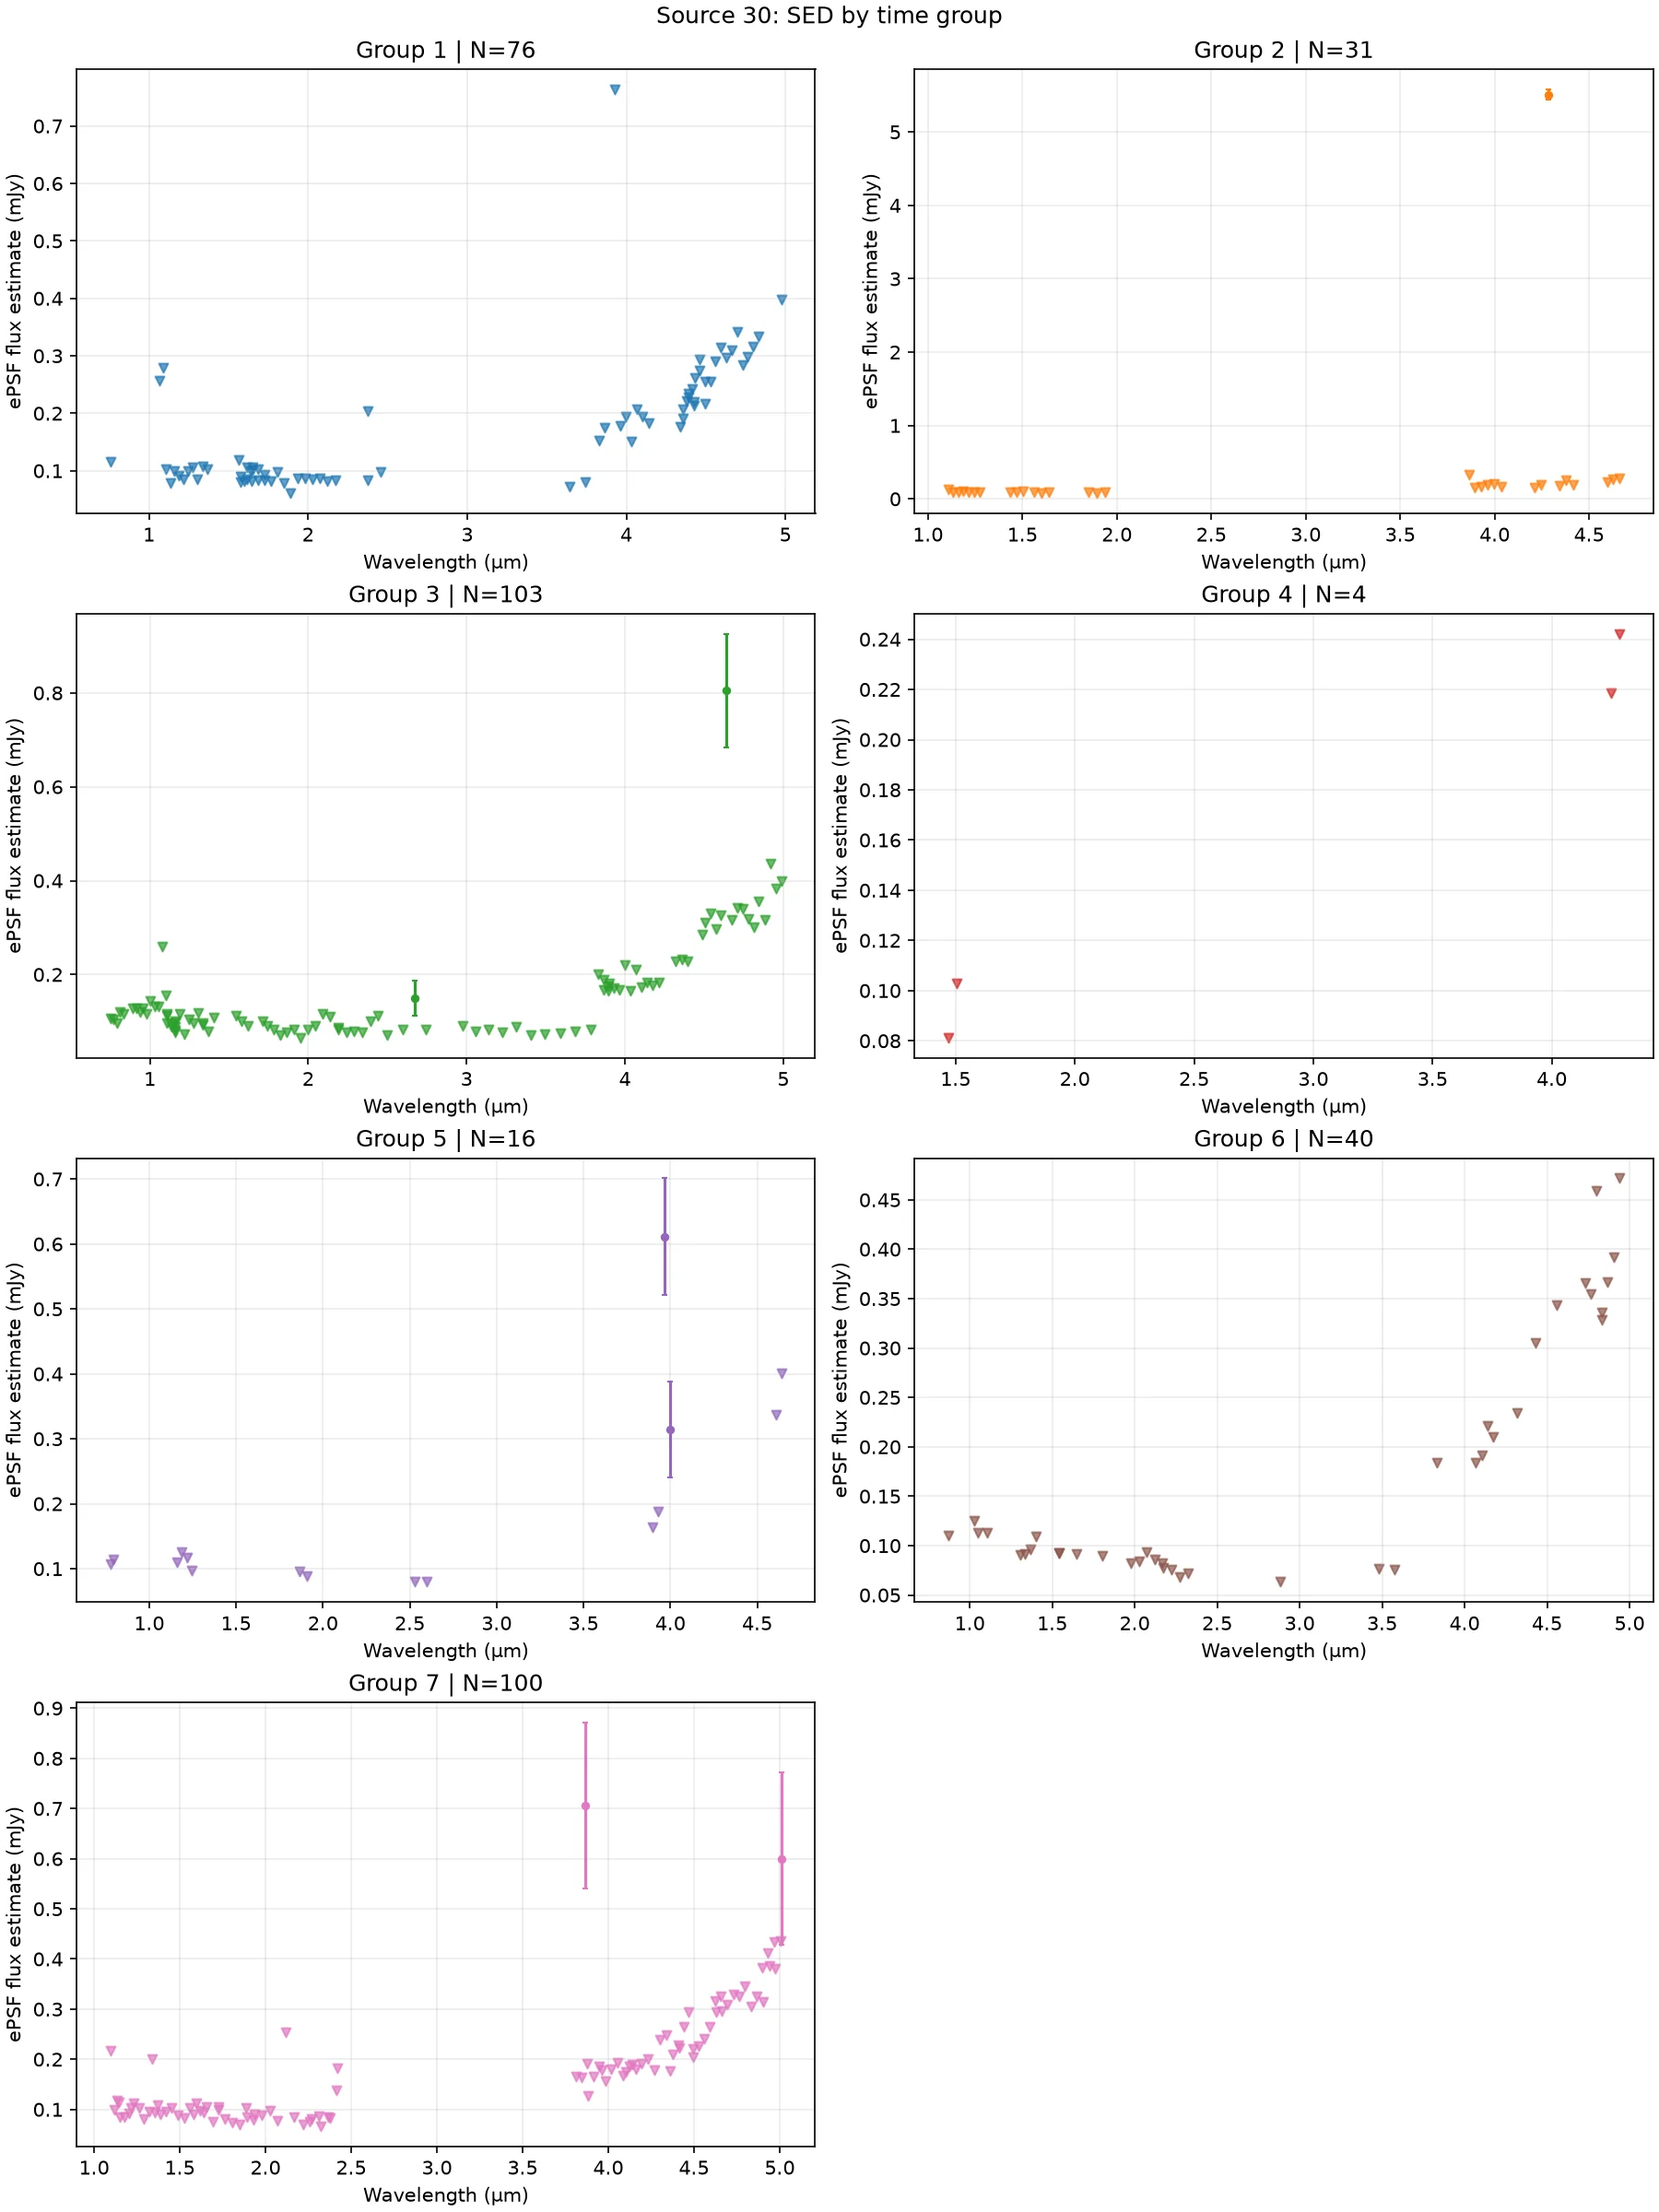 Source 30: SED by time group
Group 1 | N=76
ePSF flux estimate (mJy)
0.7
0.6
0.5
0.4
0.3
0.2
0.1
1 2 3 4 5
Wavelength (μm)
Group 2 | N=31
ePSF flux estimate (mJy)
5
4
3
2
1
0
1.0 1.5 2.0 2.5 3.0 3.5 4.0 4.5
Wavelength (μm)
Group 3 | N=103
ePSF flux estimate (mJy)
0.8
0.6
0.4
0.2
1 2 3 4 5
Wavelength (μm)
Group 4 | N=4
ePSF flux estimate (mJy)
0.24
0.22
0.20
0.18
0.16
0.14
0.12
0.10
0.08
1.5 2.0 2.5 3.0 3.5 4.0
Wavelength (μm)
Group 5 | N=16
ePSF flux estimate (mJy)
0.7
0.6
0.5
0.4
0.3
0.2
0.1
1.0 1.5 2.0 2.5 3.0 3.5 4.0 4.5
Wavelength (μm)
Group 6 | N=40
ePSF flux estimate (mJy)
0.45
0.40
0.35
0.30
0.25
0.20
0.15
0.10
0.05
1.0 1.5 2.0 2.5 3.0 3.5 4.0 4.5 5.0
Wavelength (μm)
Group 7 | N=100
ePSF flux estimate (mJy)
0.9
0.8
0.7
0.6
0.5
0.4
0.3
0.2
0.1
1.0 1.5 2.0 2.5 3.0 3.5 4.0 4.5 5.0
Wavelength (μm)